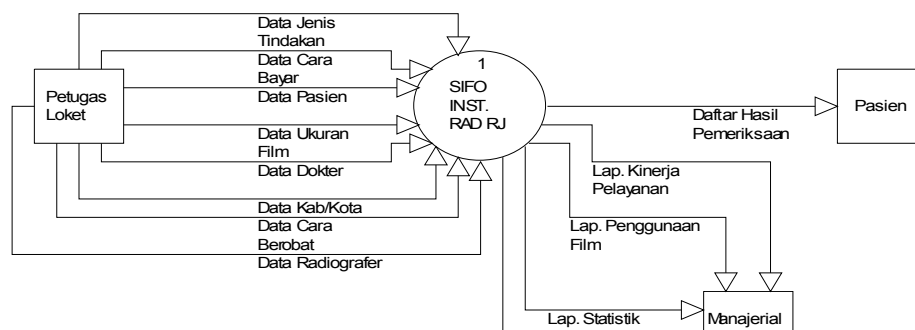 Data Jenis
Tindakan
Data Cara
Bayar
Data Pasien
Petugas
Loket
Data Ukuran
Film
Data Dokter
Data Kab/Kota
Data Cara
Berobat
Data Radiografer
1
SIFO
INST.
RAD RJ
Daftar Hasil
Pemeriksaan
Pasien
Lap. Kinerja
Pelayanan
Lap. Penggunaan
Film
Lap. Statistik
Manajerial